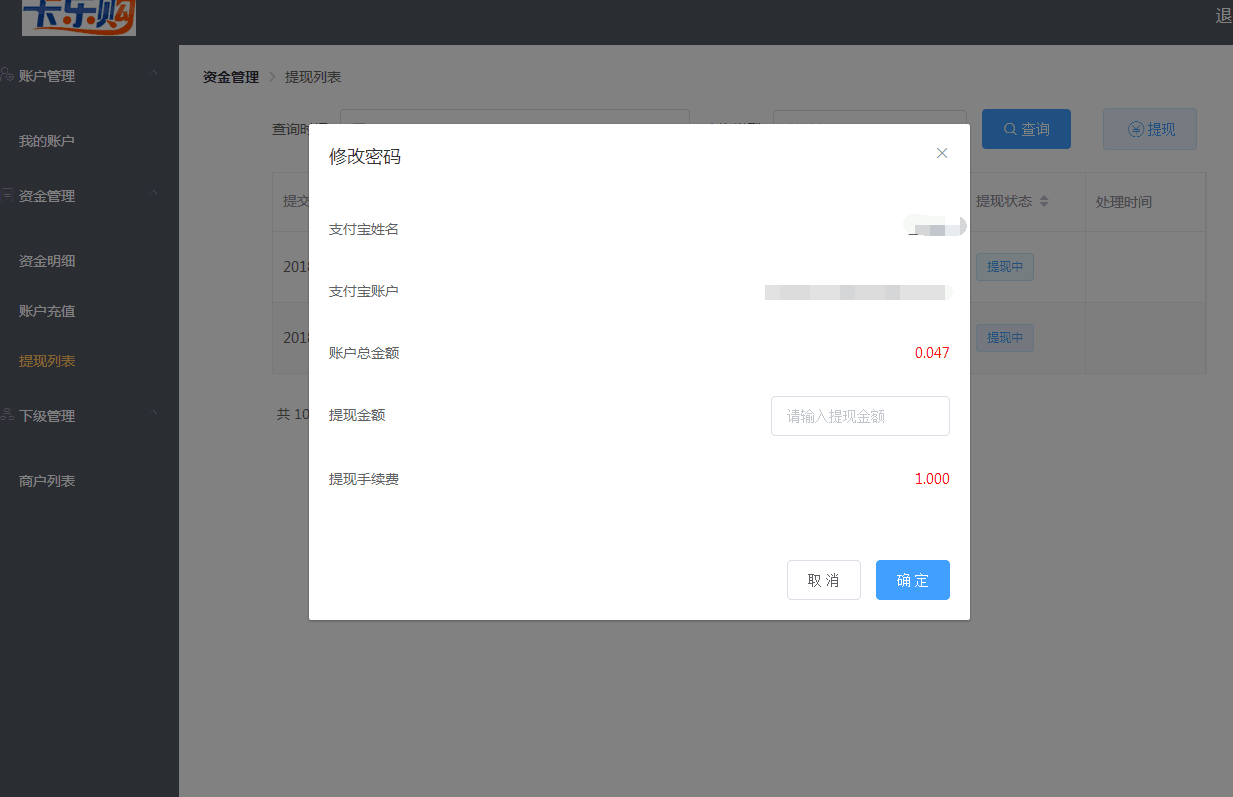 卡乐购
退
账户管理
我的账户
资金管理
资金明细
账户充值
提现列表
下级管理
商户列表
资金管理 > 提现列表
查询时
查询
提现
提交
提现状态
处理时间
2018
提现中
2018
提现中
共 10
修改密码
支付宝姓名
支付宝账户
账户总金额
0.047
提现金额
请输入提现金额
提现手续费
1.000
取 消
确 定